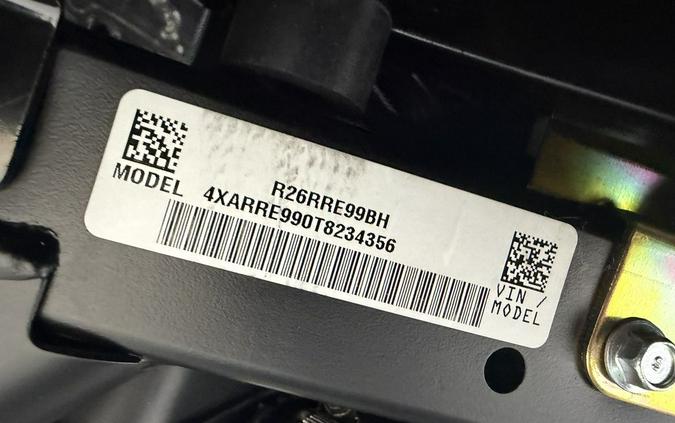 MODEL
R26RRE99BH
4XARRE990T8234356
VIN /
MODEL